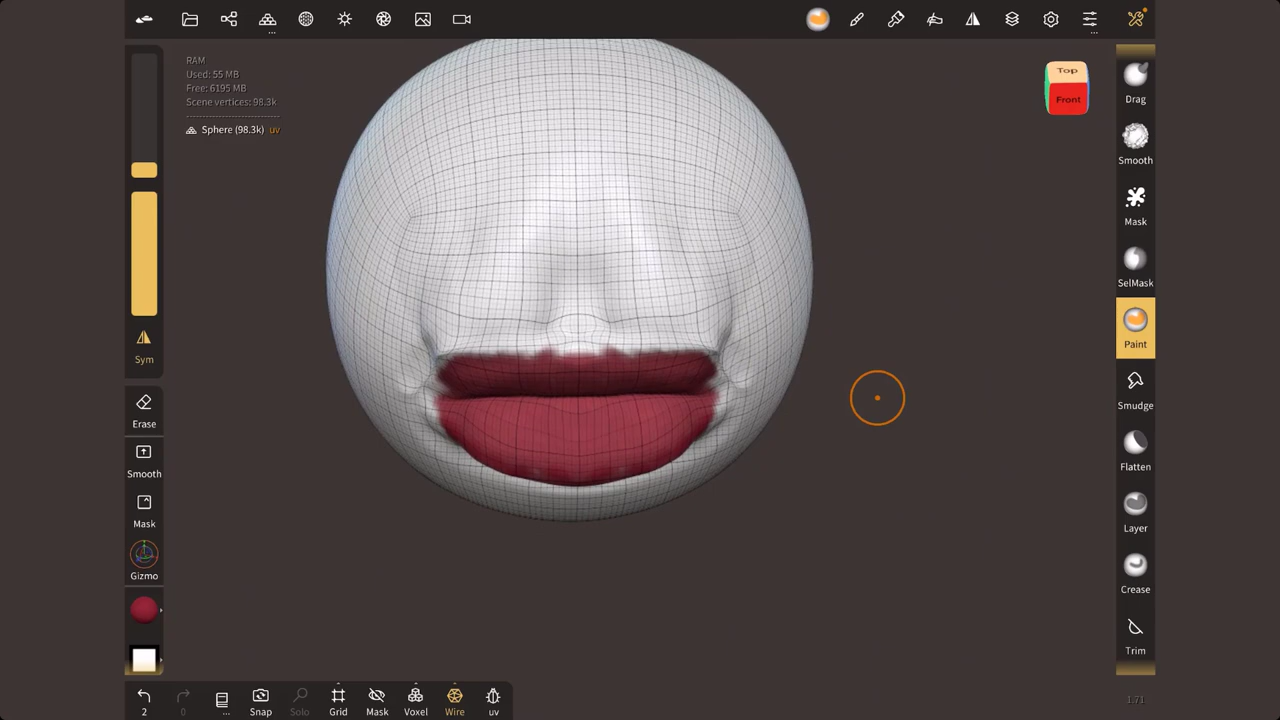 RAM
Used: 55 MB
Free: 6195 MB
Scene vertices: 98.3k
Sphere (98.3k) uv
Top
Front
Sym
Erase
Smooth
Mask
Gizmo
Drag
Smooth
Mask
SelMask
Paint
Smudge
Flatten
Layer
Crease
Trim
2
0
...
Snap
Solo
Grid
Mask
Voxel
Wire
uv
1.71